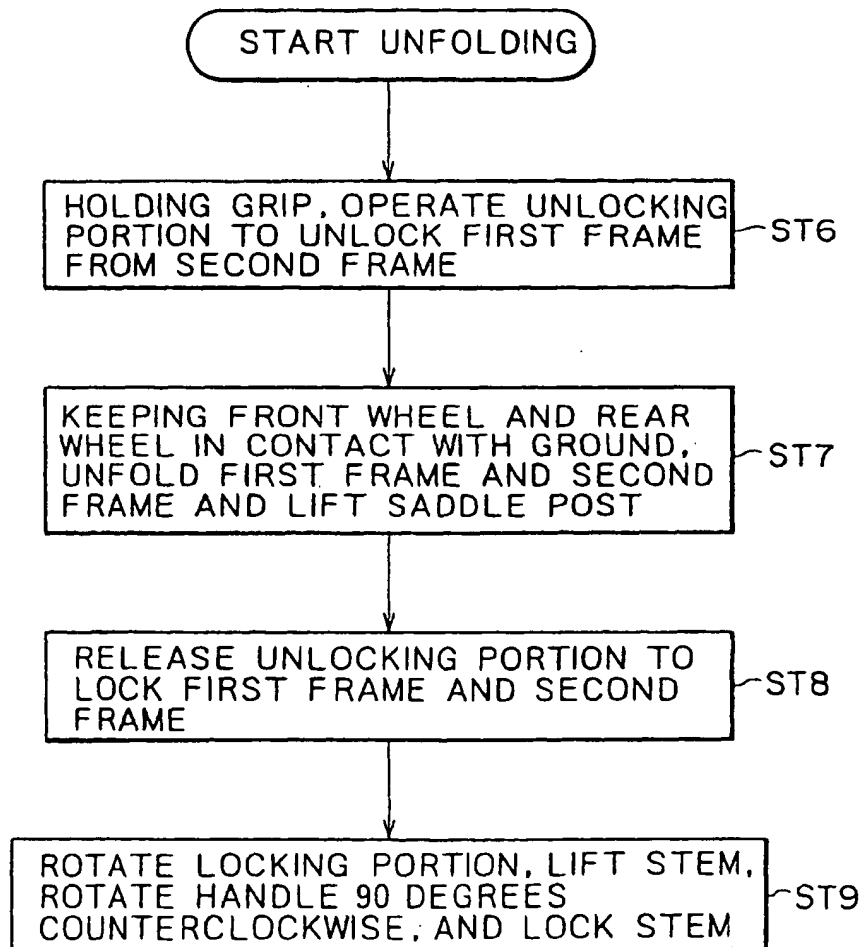 START UNFOLDING
HOLDING GRIP, OPERATE UNLOCKING
PORTION TO UNLOCK FIRST FRAME
FROM SECOND FRAME
ST6
KEEPING FRONT WHEEL AND REAR
WHEEL IN CONTACT WITH GROUND,
UNFOLD FIRST FRAME AND SECOND
FRAME AND LIFT SADDLE POST
ST7
RELEASE UNLOCKING PORTION TO
LOCK FIRST FRAME AND SECOND
FRAME
ST8
ROTATE LOCKING PORTION, LIFT STEM,
ROTATE HANDLE 90 DEGREES
COUNTERCLOCKWISE, AND LOCK STEM
ST9